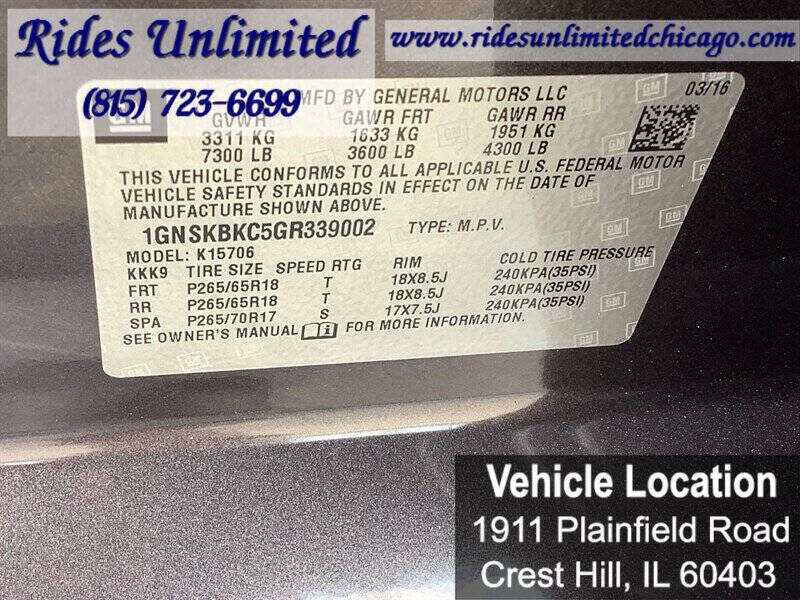 Rides Unlimited
(815) 723-6699
www.ridesunlimitedchicago.com
GM
MFD BY GENERAL MOTORS LLC 03/16
GVWR GAWR FRT GAWR RR
3311 KG 1633 KG 1951 KG
7300 LB 3600 LB 4300 LB
THIS VEHICLE CONFORMS TO ALL APPLICABLE U.S. FEDERAL MOTOR
VEHICLE SAFETY STANDARDS IN EFFECT ON THE DATE OF
MANUFACTURE SHOWN ABOVE.
1GNSKBKC5GR339002 TYPE: M.P.V.
MODEL: K15706
KKK9 TIRE SIZE SPEED RTG RIM COLD TIRE PRESSURE
FRT P265/65R18 T 18X8.5J 240KPA(35PSI)
RR P265/65R18 T 18X8.5J 240KPA(35PSI)
SPA P265/70R17 S 17X7.5J 240KPA(35PSI)
SEE OWNER'S MANUAL FOR MORE INFORMATION.
Vehicle Location
1911 Plainfield Road
Crest Hill, IL 60403